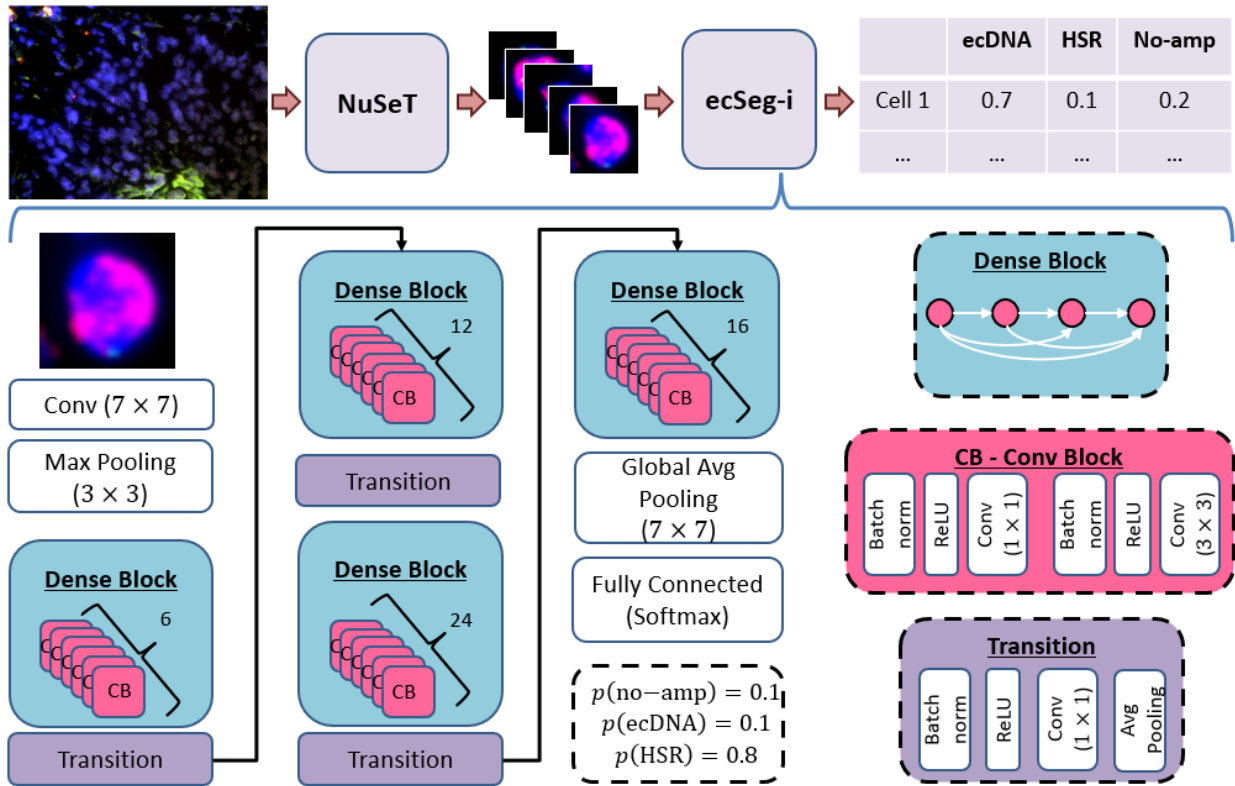 NuSeT
ecSeg-i
ecDNA HSR No-amp
Cell 1 0.7 0.1 0.2
... ... ... ...
Conv (7 × 7)
Max Pooling
(3 × 3)
Dense Block
6
C C C C C CB
Transition
Dense Block
12
C C C C C CB
Transition
Dense Block
24
C C C C C CB
Transition
Dense Block
16
C C C C C CB
Global Avg
Pooling
(7 × 7)
Fully Connected
(Softmax)
p(no−amp) = 0.1
p(ecDNA) = 0.1
p(HSR) = 0.8
Dense Block
CB - Conv Block
Batch
norm
ReLU
Conv
(1 × 1)
Batch
norm
ReLU
Conv
(3 × 3)
Transition
Batch
norm
ReLU
Conv
(1 × 1)
Avg
Pooling